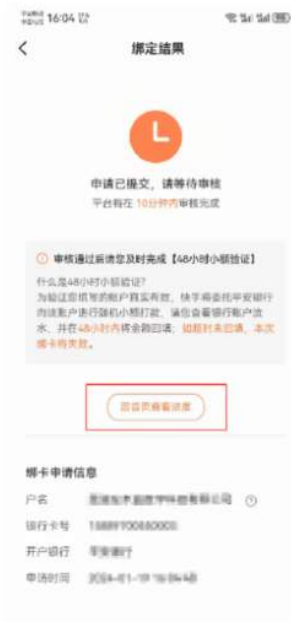 16:04
绑定结果
申请已提交，请等待审核
平台将在 10分钟内审核完成
审核通过后请您及时完成【48小时小额验证】
什么是48小时小额验证?
为验证您填写的账户真实有效，快手将委托平安银行
向该账户进行随机小额打款，请您查看银行账户流
水，并在48小时内将金额回填；如超时未回填，本次
绑卡将失效。
回首页查看进度
绑卡申请信息
户名
银行卡号
开户银行 平安银行
申请时间